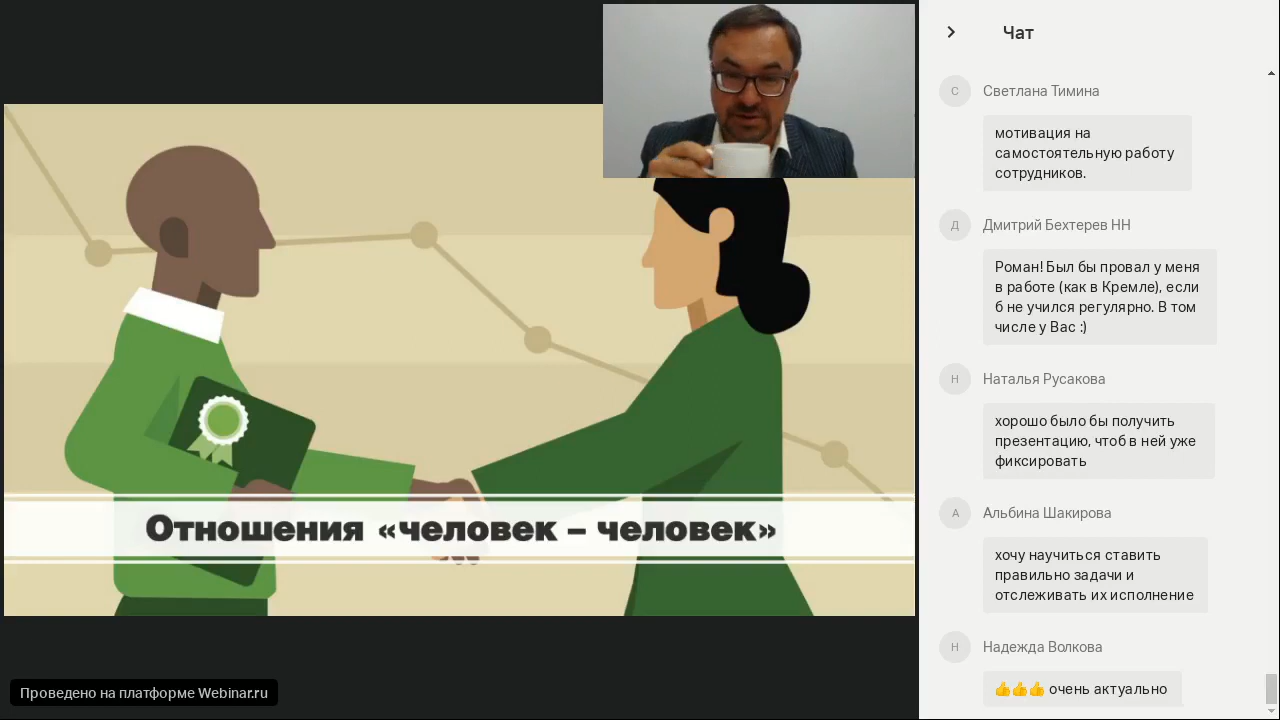 Отношения «человек – человек»
Проведено на платформе Webinar.ru
Чат
С
Светлана Тимина
мотивация на
самостоятельную работу
сотрудников.
Д
Дмитрий Бехтерев НН
Роман! Был бы провал у меня
в работе (как в Кремле), если
б не учился регулярно. В том
числе у Вас :)
Н
Наталья Русакова
хорошо было бы получить
презентацию, чтоб в ней уже
фиксировать
А
Альбина Шакирова
хочу научиться ставить
правильно задачи и
отслеживать их исполнение
Н
Надежда Волкова
👍👍👍 очень актуально